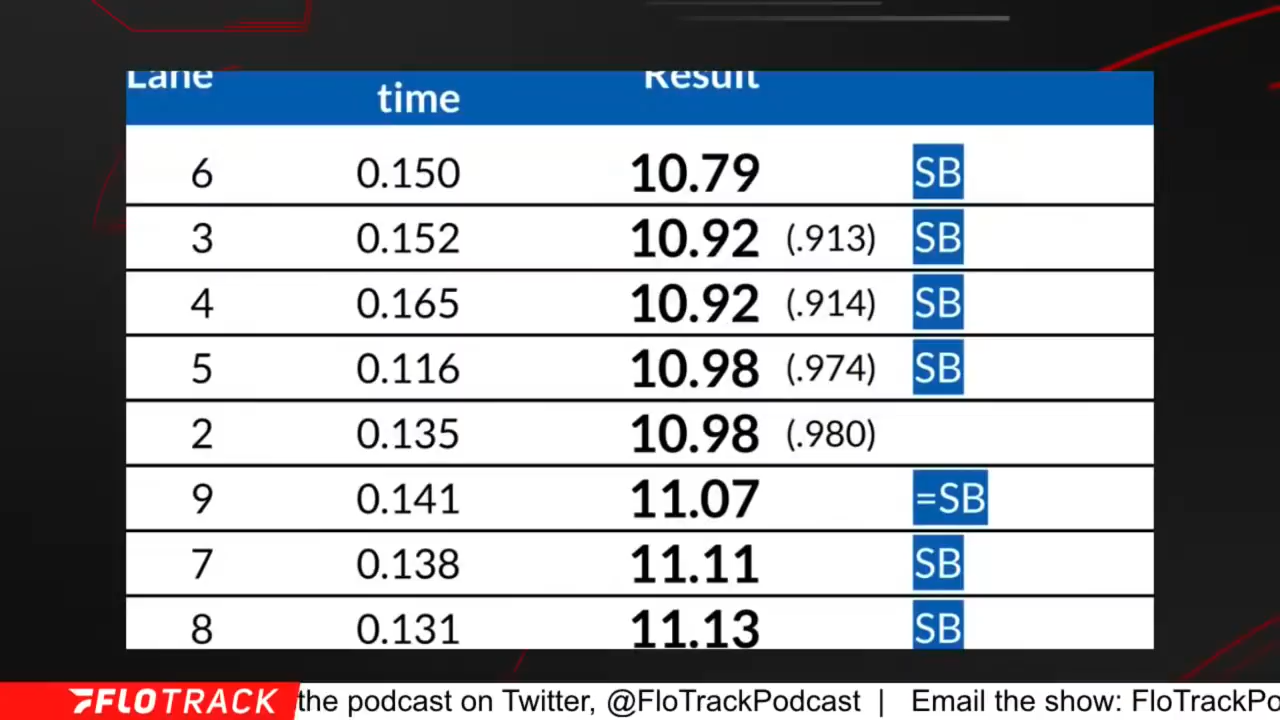 Lane time Result
6 0.150 10.79 SB
3 0.152 10.92 (.913) SB
4 0.165 10.92 (.914) SB
5 0.116 10.98 (.974) SB
2 0.135 10.98 (.980)
9 0.141 11.07 =SB
7 0.138 11.11 SB
8 0.131 11.13 SB
FLOTRACK the podcast on Twitter, @FloTrackPodcast | Email the show: FloTrackPo